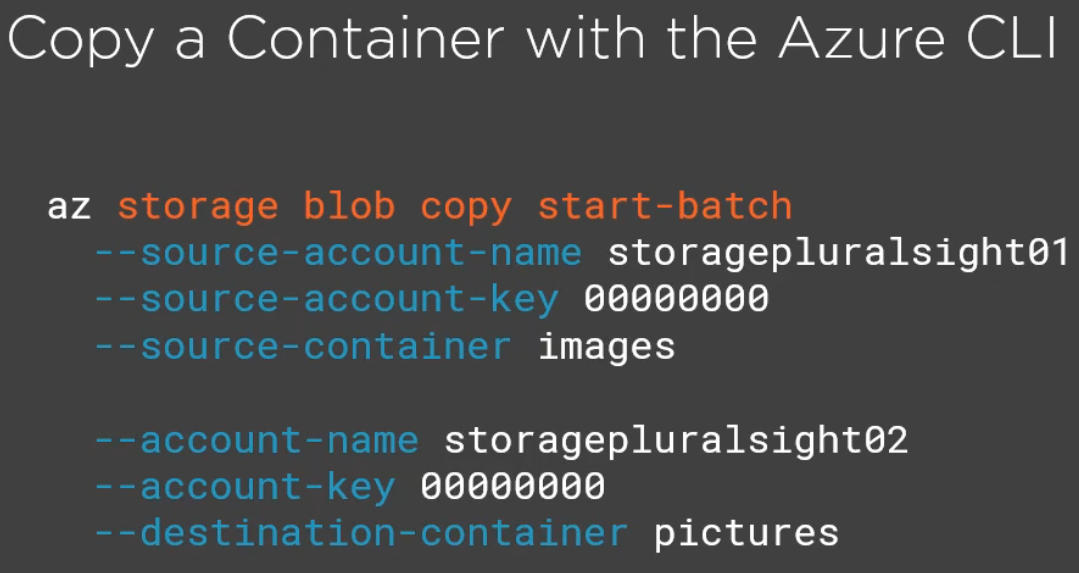 Copy a Container with the Azure CLI
az storage blob copy start-batch
--source-account-name storagepluralsight01
--source-account-key 00000000
--source-container images
--account-name storagepluralsight02
--account-key 00000000
--destination-container pictures